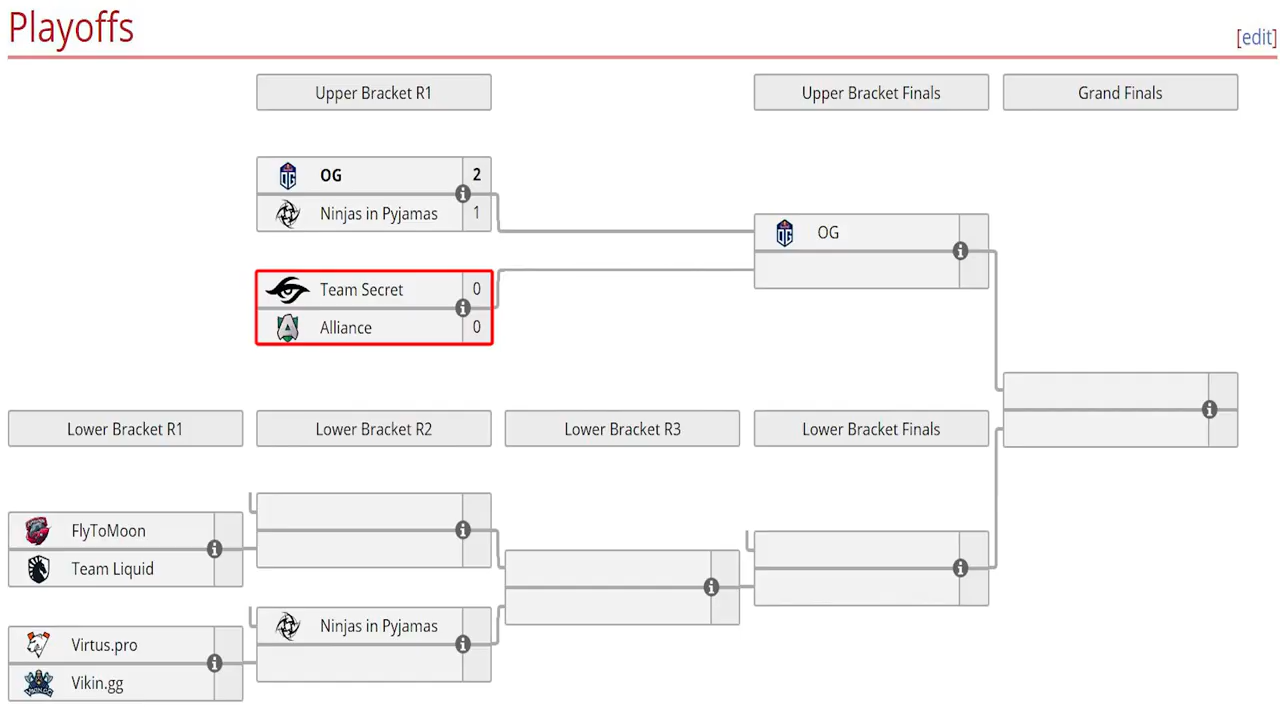 Playoffs
[edit]
Upper Bracket R1
Upper Bracket Finals
Grand Finals
OG 2
Ninjas in Pyjamas 1
OG
Team Secret 0
Alliance 0
Lower Bracket R1
Lower Bracket R2
Lower Bracket R3
Lower Bracket Finals
FlyToMoon
Team Liquid
Ninjas in Pyjamas
Virtus.pro
Vikin.gg